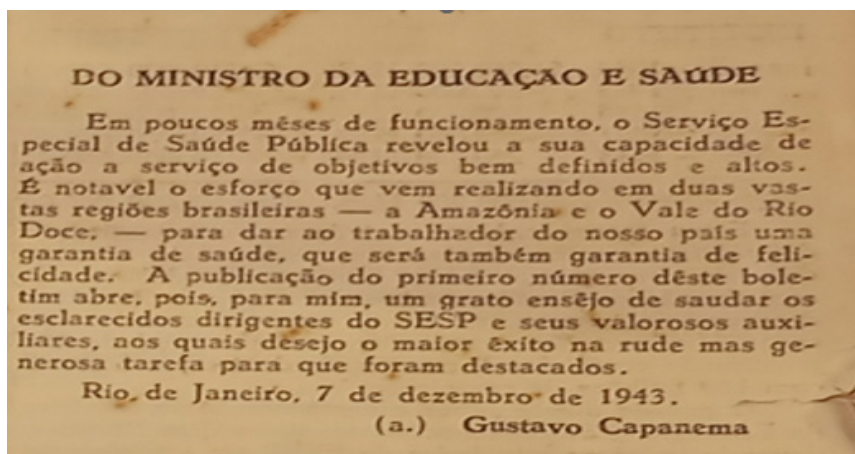 DO MINISTRO DA EDUCAÇÃO E SAÚDE
Em poucos mêses de funcionamento, o Serviço Es-
pecial de Saúde Pública revelou a sua capacidade de
ação a serviço de objetivos bem definidos e altos.
É notavel o esforço que vem realizando em duas vas-
tas regiões brasileiras — a Amazônia e o Vale do Rio
Doce, — para dar ao trabalhador do nosso país uma
garantia de saúde, que será também garantia de feli-
cidade. A publicação do primeiro número dêste bole-
tim abre, pois, para mim, um grato ensêjo de saudar os
esclarecidos dirigentes do SESP e seus valorosos auxi-
liares, aos quais desejo o maior êxito na rude mas ge-
nerosa tarefa para que foram destacados.
Rio de Janeiro, 7 de dezembro de 1943.
(a.) Gustavo Capanema